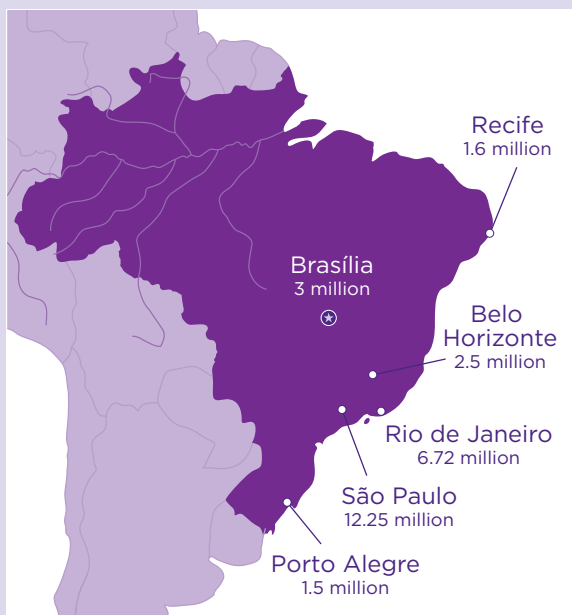 Recife
1.6 million
Brasília
3 million
Belo
Horizonte
2.5 million
Rio de Janeiro
6.72 million
São Paulo
12.25 million
Porto Alegre
1.5 million